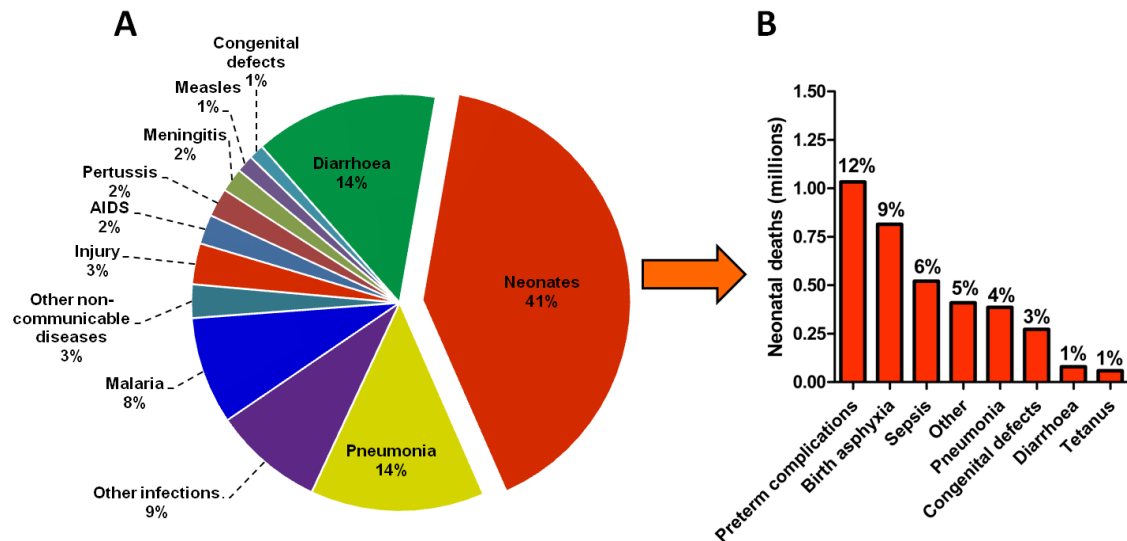 A
Congenital
defects
1%
Measles
1%
Meningitis
2%
Pertussis
2%
AIDS
2%
Injury
3%
Other non-
communicable
diseases
3%
Malaria
8%
Other infections
9%
Pneumonia
14%
Diarrhoea
14%
Neonates
41%
B
Neonatal deaths (millions)
1.50
1.25
1.00
0.75
0.50
0.25
0.00
12%
9%
6%
5%
4%
3%
1%
1%
Preterm complications
Birth asphyxia
Sepsis
Other
Pneumonia
Congenital defects
Diarrhoea
Tetanus